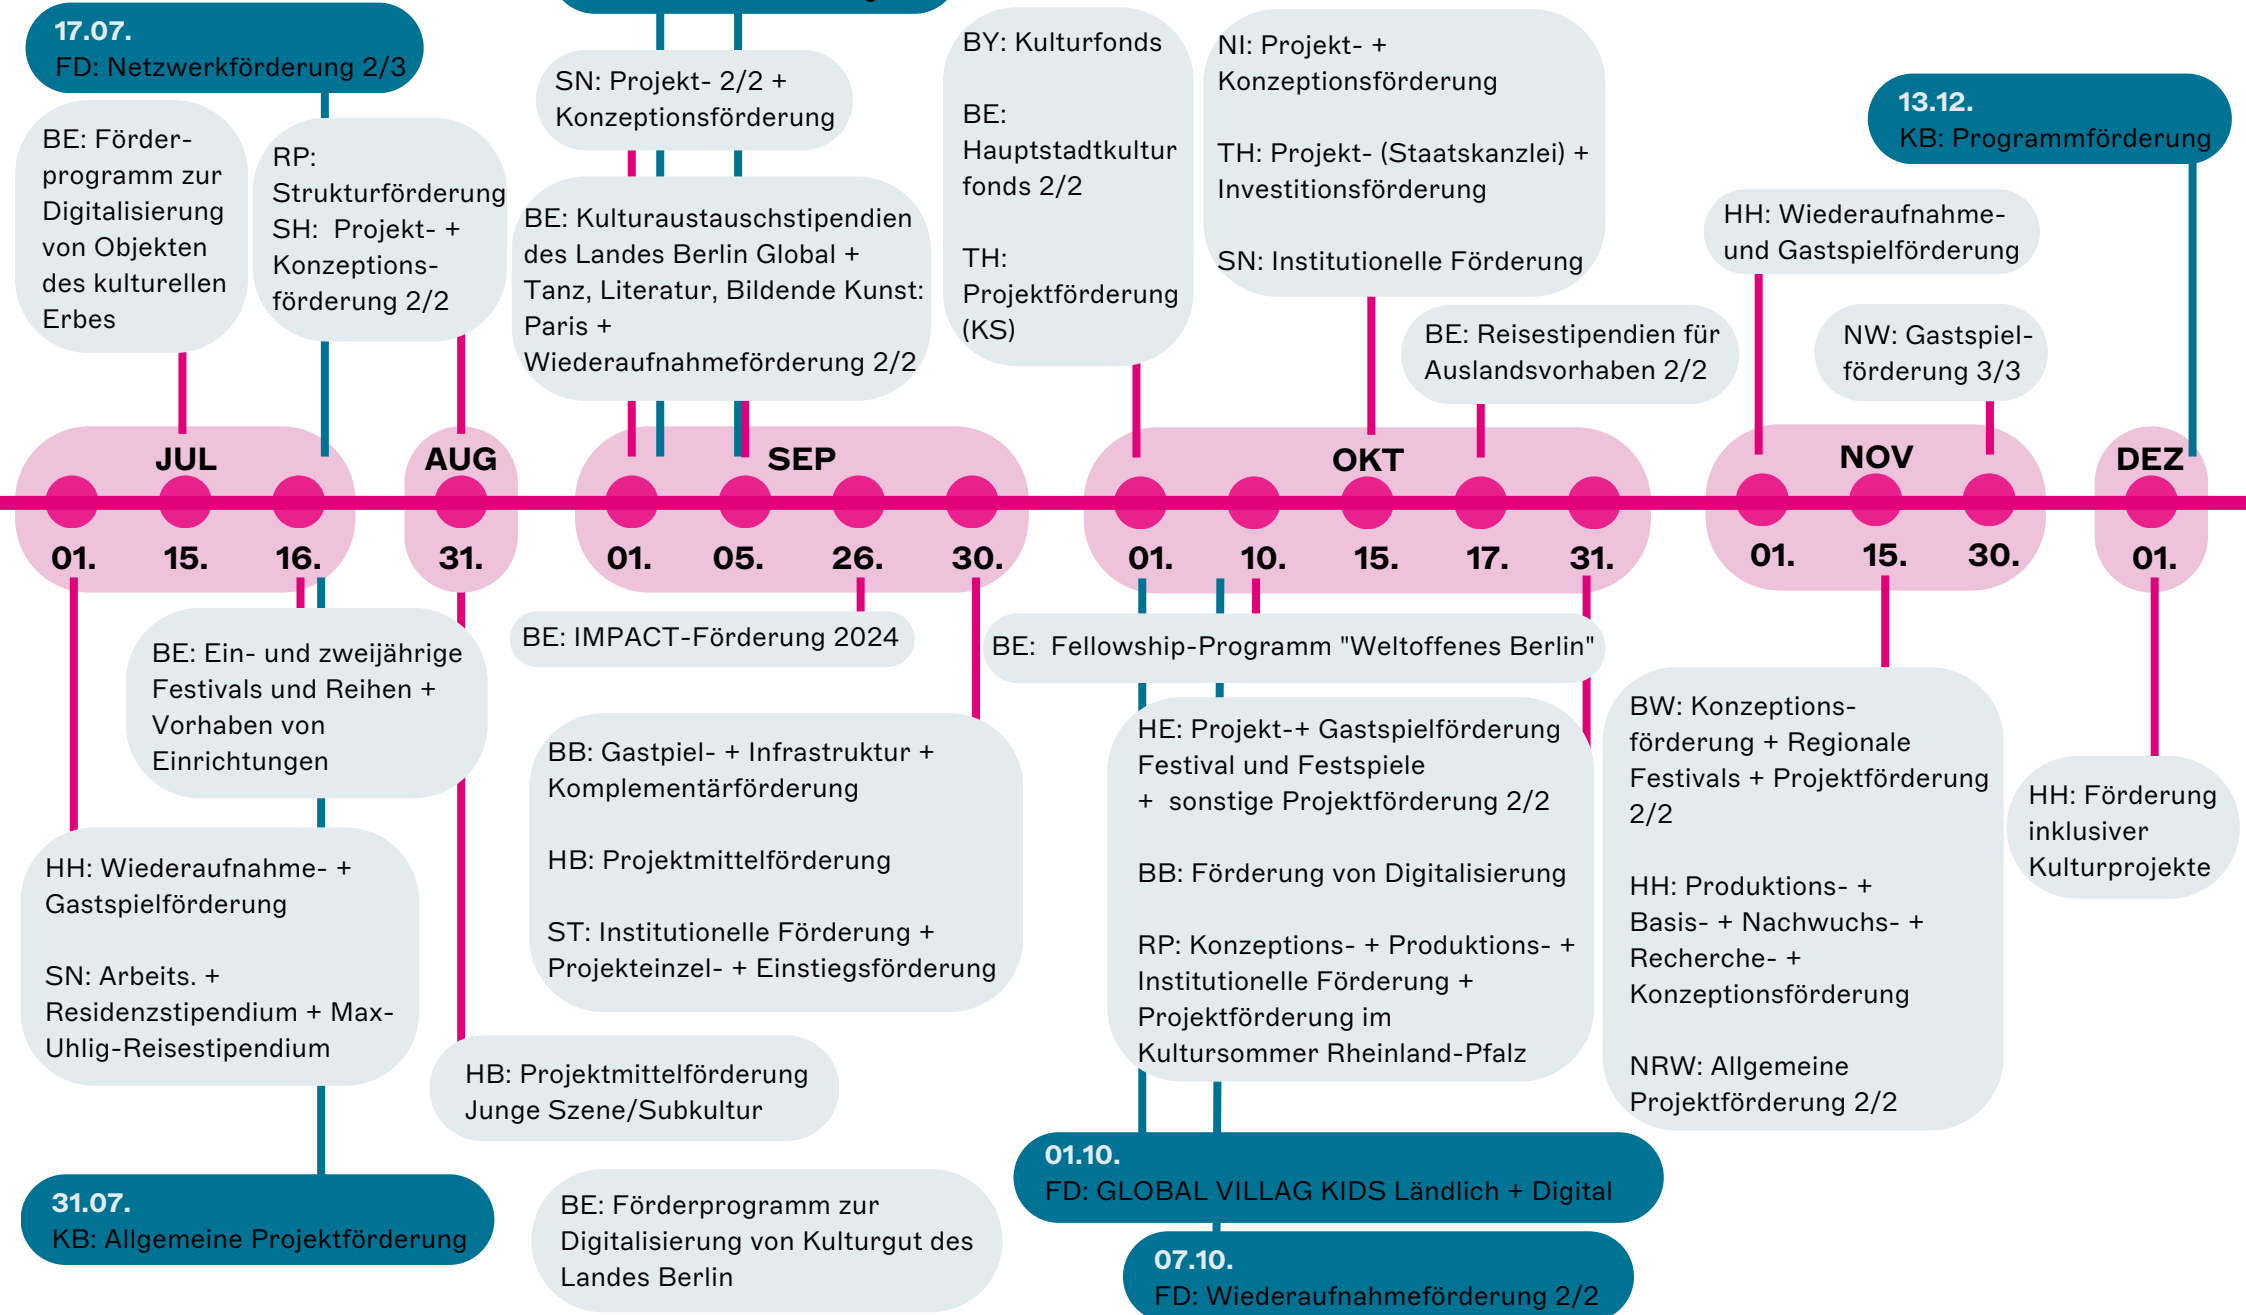 17.07.
FD: Netzwerkförderung 2/3
BE: Förder-
programm zur
Digitalisierung
von Objekten
des kulturellen
Erbes
RP:
Strukturförderung
SH: Projekt- +
Konzeptions-
förderung 2/2
SN: Projekt- 2/2 +
Konzeptionsförderung
BE: Kulturaustauschstipendien
des Landes Berlin Global +
Tanz, Literatur, Bildende Kunst:
Paris +
Wiederaufnahmeförderung 2/2
BY: Kulturfonds
BE:
Hauptstadtkultur
fonds 2/2
TH:
Projektförderung
(KS)
NI: Projekt- +
Konzeptionsförderung
TH: Projekt- (Staatskanzlei) +
Investitionsförderung
SN: Institutionelle Förderung
BE: Reisestipendien für
Auslandsvorhaben 2/2
HH: Wiederaufnahme-
und Gastspielförderung
NW: Gastspiel-
förderung 3/3
13.12.
KB: Programmförderung
JUL
AUG
SEP
OKT
NOV
DEZ
01.
15.
16.
31.
01.
05.
26.
30.
01.
10.
15.
17.
31.
01.
15.
30.
01.
BE: Ein- und zweijährige
Festivals und Reihen +
Vorhaben von
Einrichtungen
HH: Wiederaufnahme- +
Gastspielförderung
SN: Arbeits. +
Residenzstipendium + Max-
Uhlig-Reisestipendium
31.07.
KB: Allgemeine Projektförderung
HB: Projektmittelförderung
Junge Szene/Subkultur
BE: IMPACT-Förderung 2024
BB: Gastpiel- + Infrastruktur +
Komplementärförderung
HB: Projektmittelförderung
ST: Institutionelle Förderung +
Projekteinzel- + Einstiegsförderung
BE: Förderprogramm zur
Digitalisierung von Kulturgut des
Landes Berlin
BE: Fellowship-Programm "Weltoffenes Berlin"
HE: Projekt-+ Gastspielförderung
Festival und Festspiele
+ sonstige Projektförderung 2/2
BB: Förderung von Digitalisierung
RP: Konzeptions- + Produktions- +
Institutionelle Förderung +
Projektförderung im
Kultursommer Rheinland-Pfalz
01.10.
FD: GLOBAL VILLAG KIDS Ländlich + Digital
07.10.
FD: Wiederaufnahmeförderung 2/2
BW: Konzeptions-
förderung + Regionale
Festivals + Projektförderung
2/2
HH: Produktions- +
Basis- + Nachwuchs- +
Recherche- +
Konzeptionsförderung
NRW: Allgemeine
Projektförderung 2/2
HH: Förderung
inklusiver
Kulturprojekte